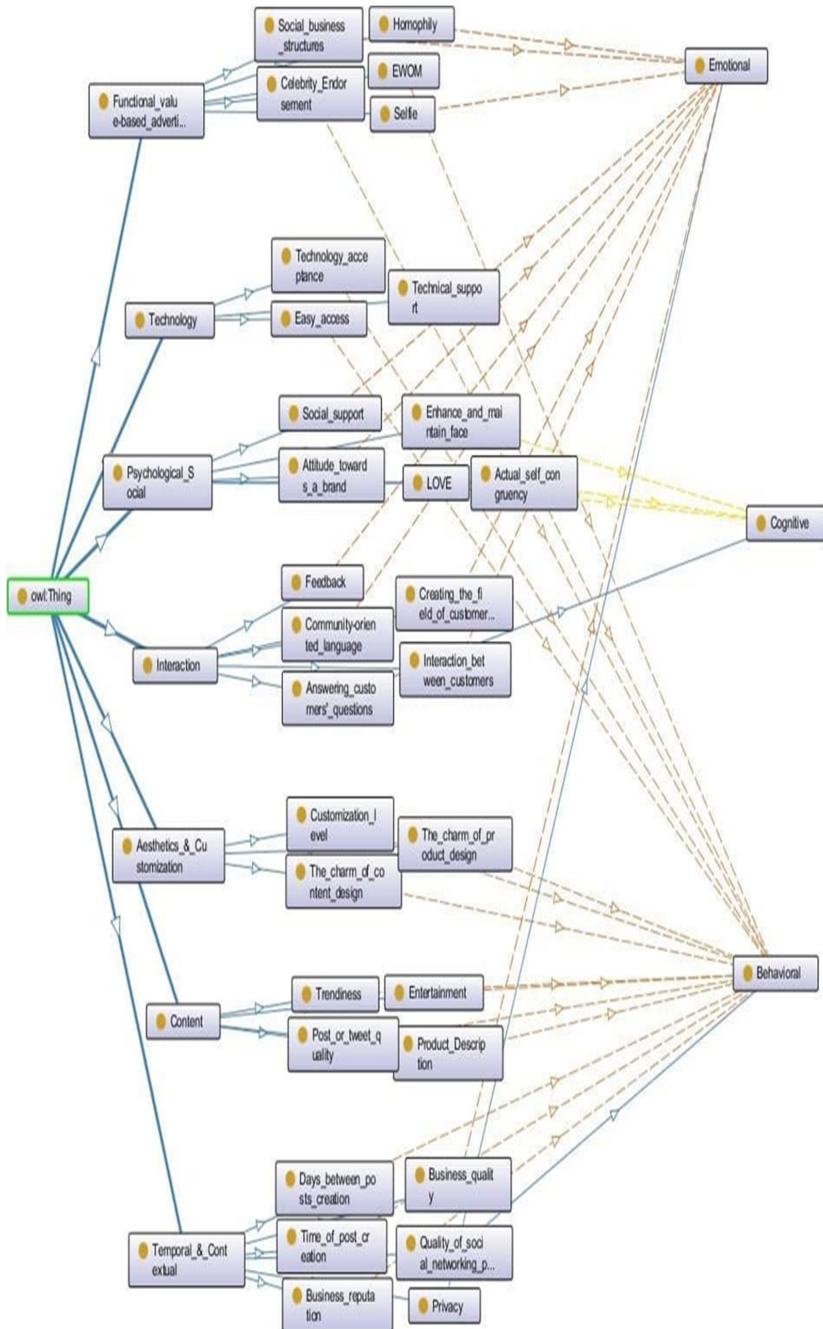 Social_business
_structures
Homophily
Emotional
EWOM
Celebrity_Endor
sement
Functional_valu
e-based_adverti...
Selfie
Technology_acce
ptance
Technical_suppo
rt
Technology
Easy_access
Social_support
Enhance_and_mai
ntain_face
Psychological_S
ocial
Attitude_toward
s_a_brand
LOVE
Actual_self_con
gruency
Cognitive
owl:Thing
Feedback
Creating_the_fi
eld_of_customer...
Community-orien
ted_language
Interaction
Interaction_bet
ween_customers
Answering_custo
mers'_questions
Customization_l
evel
The_charm_of_pr
oduct_design
Aesthetics_&_Cu
stomization
The_charm_of_co
ntent_design
Behavioral
Trendiness
Entertainment
Content
Post_or_tweet_q
uality
Product_Descrip
tion
Days_between_po
sts_creation
Business_qualit
y
Temporal_&_Cont
extual
Time_of_post_cr
eation
Quality_of_soci
al_networking_p...
Business_reputa
tion
Privacy